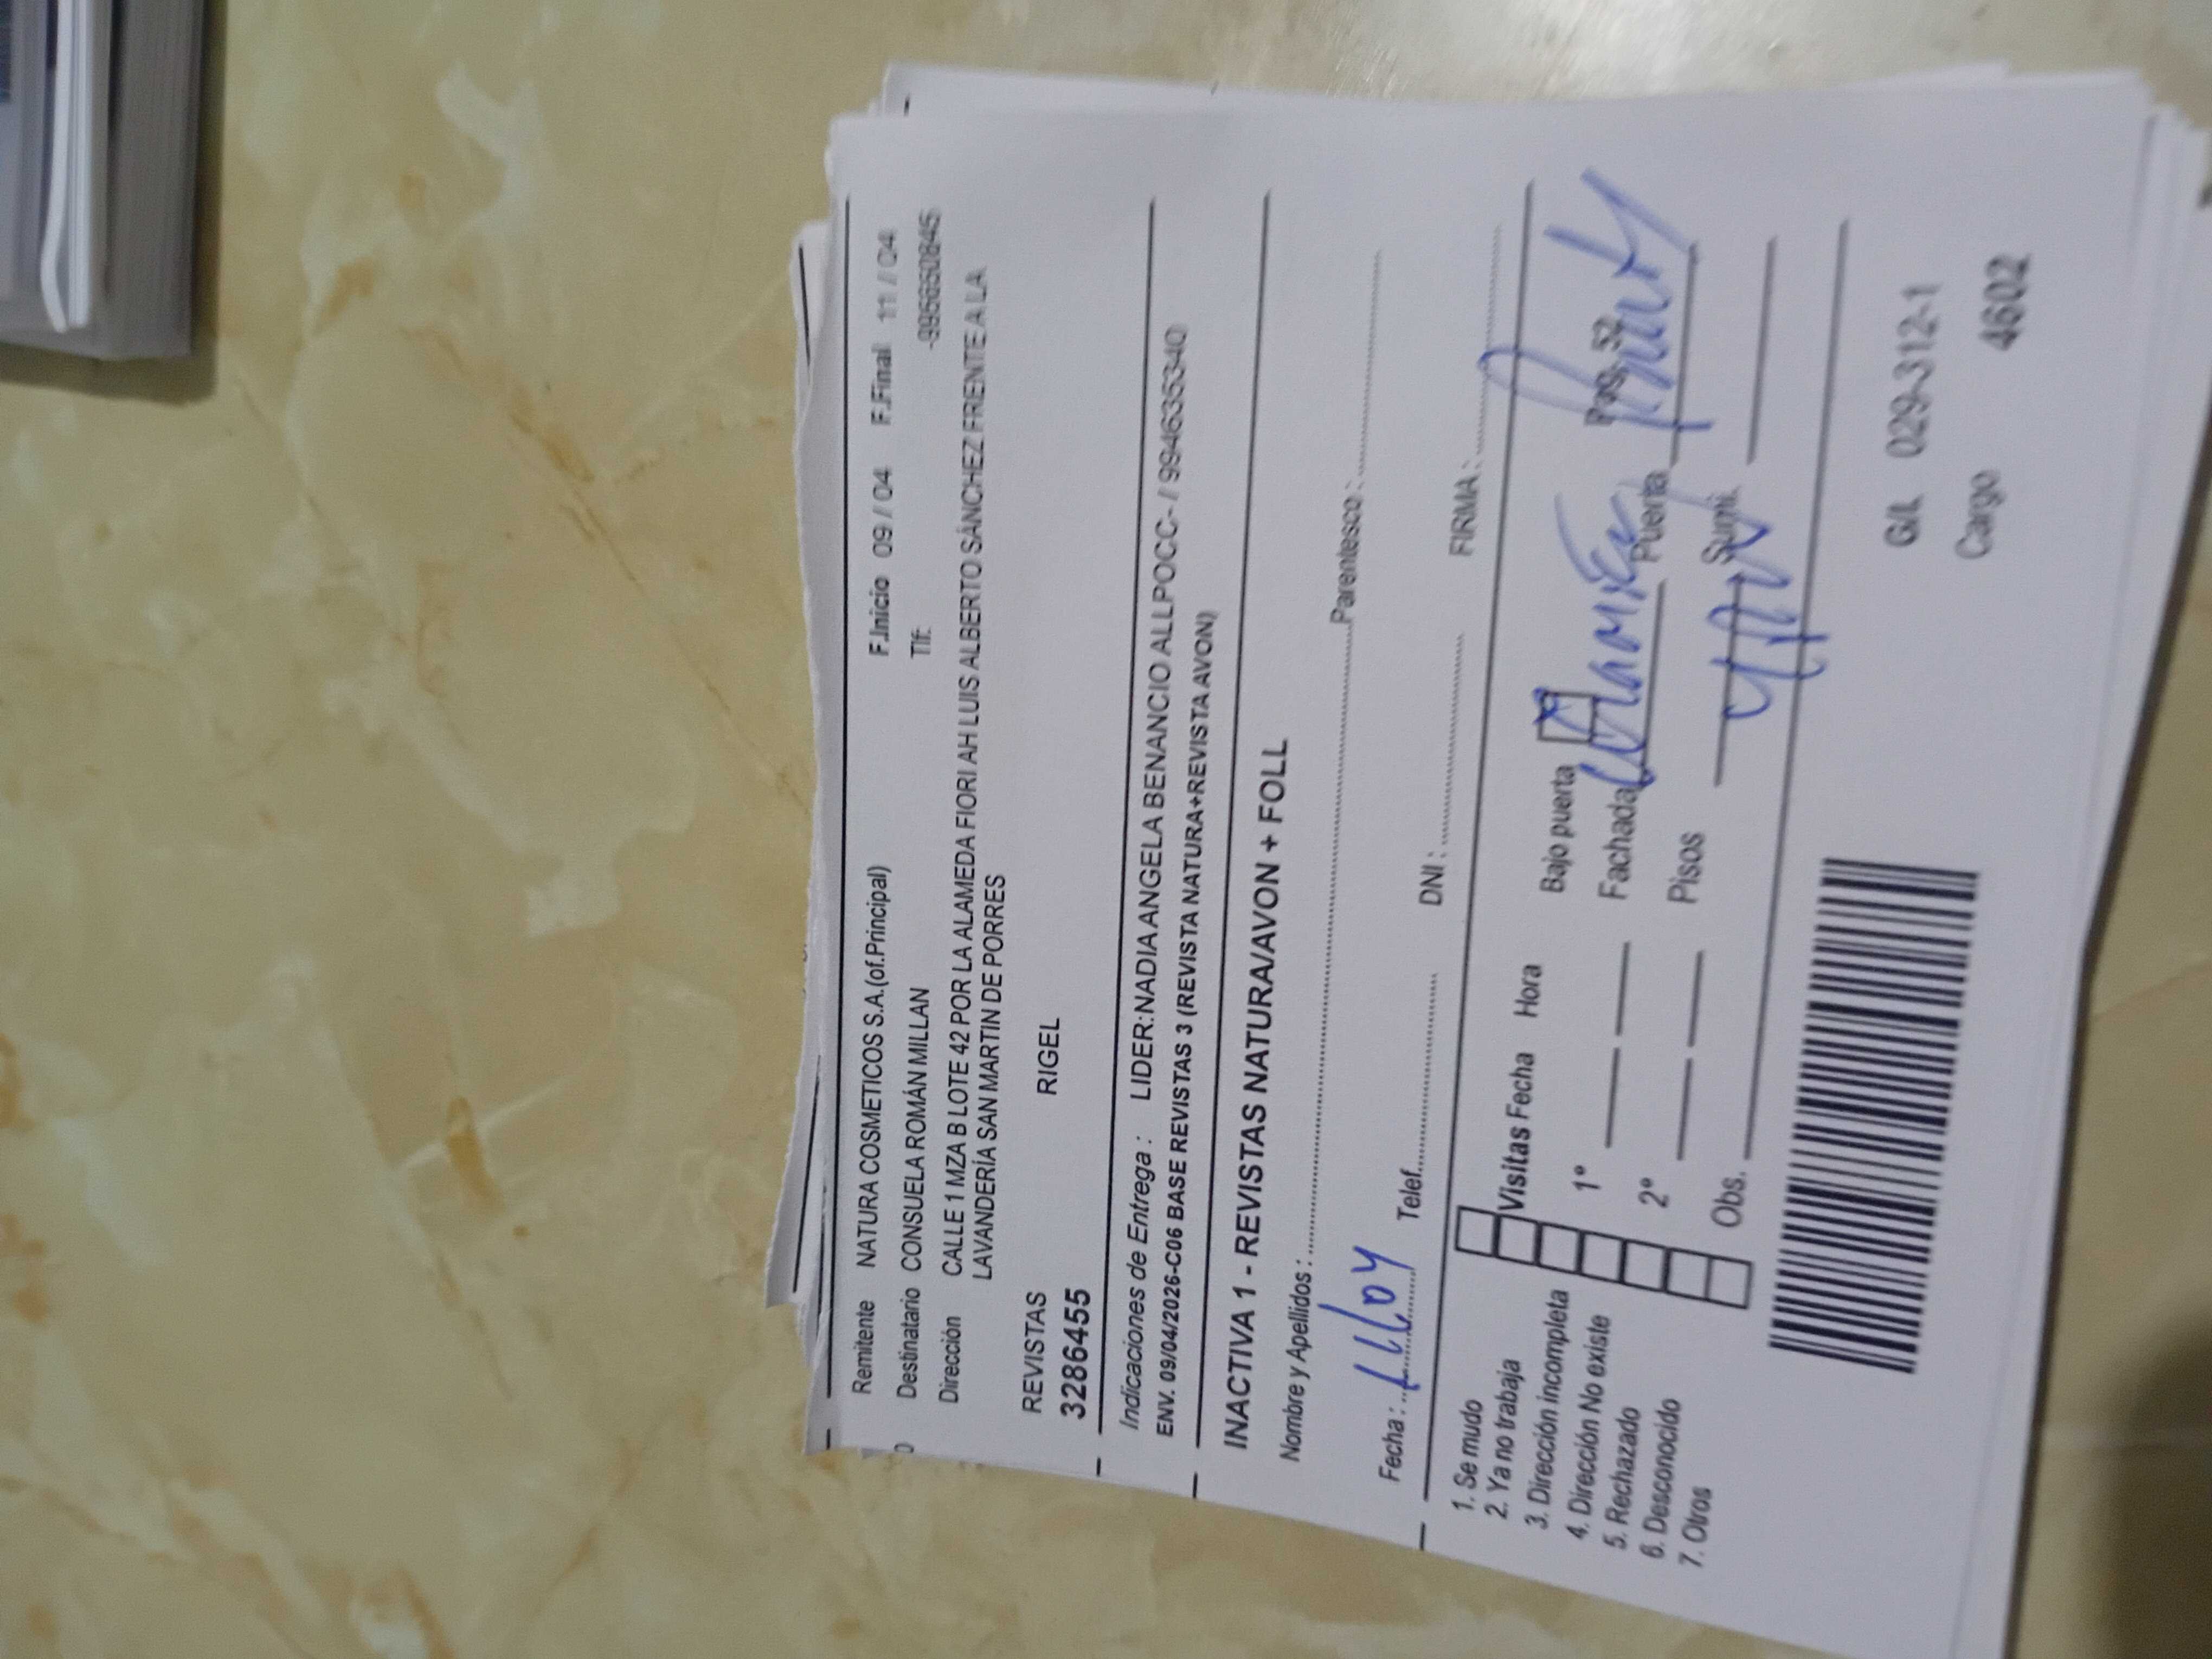 Remitente NATURA COSMETICOS S.A.(of.Principal) F.Inicio 09 / 04 F.Final 11 / 04
Destinatario CONSUELA ROMÁN MILLAN Tlf:
Dirección CALLE 1 MZA B LOTE 42 POR LA ALAMEDA FIORI AH LUIS ALBERTO SÁNCHEZ FRENTE A LA
LAVANDERÍA SAN MARTIN DE PORRES
REVISTAS RIGEL
3286455
Indicaciones de Entrega : LIDER:NADIA ANGELA BENANCIO ALLPOCC- / 994635340
ENV. 09/04/2026-C06 BASE REVISTAS 3 (REVISTA NATURA+REVISTA AVON)
INACTIVA 1 - REVISTAS NATURA/AVON + FOLL
Nombre y Apellidos : Parentesco :
Fecha : 11/04 Telef. DNI : FIRMA :
1. Se mudo
2. Ya no trabaja
3. Dirección incompleta
4. Dirección No existe
5. Rechazado
6. Desconocido
7. Otros
Visitas Fecha Hora Bajo puerta
1º Fachada Puerta
2º Pisos Sumi.
Obs.
G/L 029-312-1
Cargo 4602